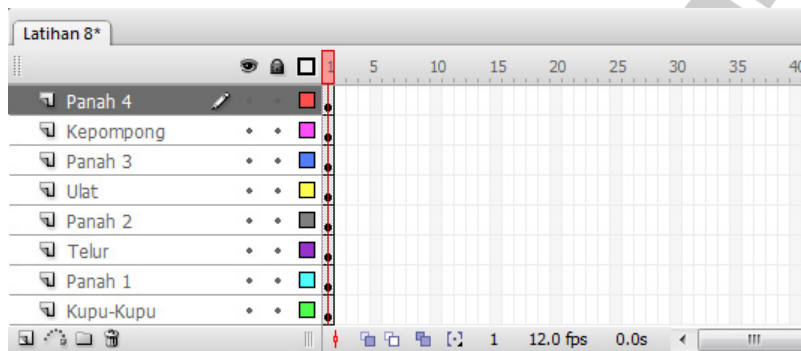 Latihan 8*
1 5 10 15 20 25 30 35 40
Panah 4
Kepompong
Panah 3
Ulat
Panah 2
Telur
Panah 1
Kupu-Kupu
1 12.0 fps 0.0s